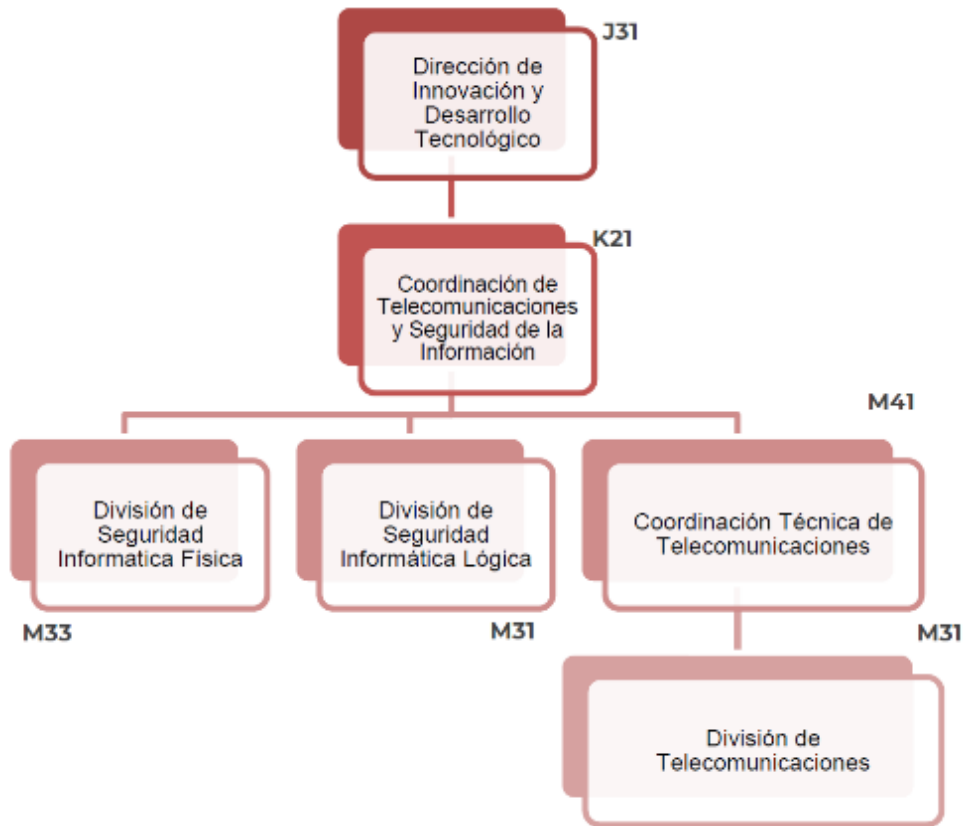 J31
Dirección de
Innovación y
Desarrollo
Tecnológico
K21
Coordinación de
Telecomunicaciones
y Seguridad de la
Información
M41
División de
Seguridad
Informatica Física
División de
Seguridad
Informática Lógica
Coordinación Técnica de
Telecomunicaciones
M33
M31
M31
División de
Telecomunicaciones